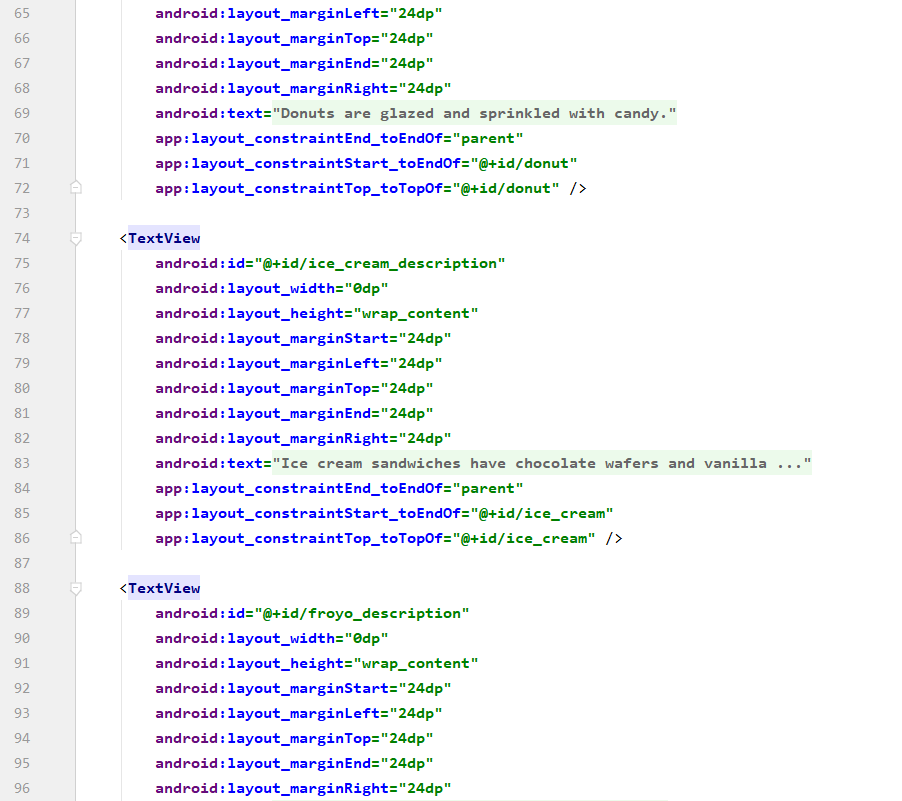 65 android:layout_marginLeft="24dp"
66 android:layout_marginTop="24dp"
67 android:layout_marginEnd="24dp"
68 android:layout_marginRight="24dp"
69 android:text="Donuts are glazed and sprinkled with candy."
70 app:layout_constraintEnd_toEndOf="parent"
71 app:layout_constraintStart_toEndOf="@+id/donut"
72 app:layout_constraintTop_toTopOf="@+id/donut" />
73
74 <TextView
75 android:id="@+id/ice_cream_description"
76 android:layout_width="0dp"
77 android:layout_height="wrap_content"
78 android:layout_marginStart="24dp"
79 android:layout_marginLeft="24dp"
80 android:layout_marginTop="24dp"
81 android:layout_marginEnd="24dp"
82 android:layout_marginRight="24dp"
83 android:text="Ice cream sandwiches have chocolate wafers and vanilla ..."
84 app:layout_constraintEnd_toEndOf="parent"
85 app:layout_constraintStart_toEndOf="@+id/ice_cream"
86 app:layout_constraintTop_toTopOf="@+id/ice_cream" />
87
88 <TextView
89 android:id="@+id/froyo_description"
90 android:layout_width="0dp"
91 android:layout_height="wrap_content"
92 android:layout_marginStart="24dp"
93 android:layout_marginLeft="24dp"
94 android:layout_marginTop="24dp"
95 android:layout_marginEnd="24dp"
96 android:layout_marginRight="24dp"